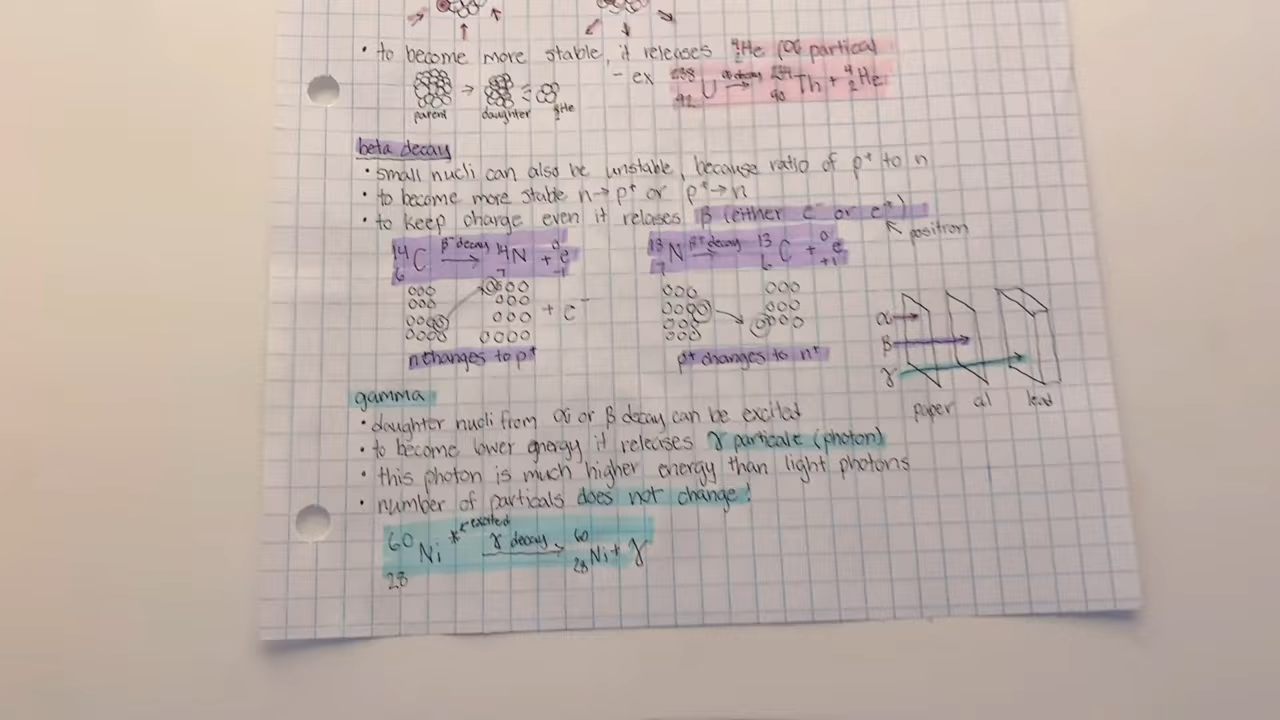 • to become more stable, it releases ⁴₂He (α partical
- ex ²³⁸₉₂U α decay → ²³⁴₉₀Th + ⁴₂He
parent daughter ⁴₂He
beta decay
• small nucli can also be unstable, because ratio of p⁺ to n
• to become more stable n→p⁺ or p⁺→n
• to keep charge even it releases β (either e⁻ or e⁺)
↖ positron
¹⁴₆C β⁻ decay → ¹⁴₇N + ⁰₋₁e
¹³₇N β⁺ decay → ¹³₆C + ⁰₊₁e
+ e⁻
n changes to p⁺
p⁺ changes to n⁺
α
β
γ
paper al lead
gamma
• daughter nucli from α or β decay can be excited
• to become lower energy it releases γ particale (photon)
• this photon is much higher energy than light photons
• number of particals does not change!
⁶⁰₂₈Ni * ← excited γ decay → ⁶⁰₂₈Ni + γ